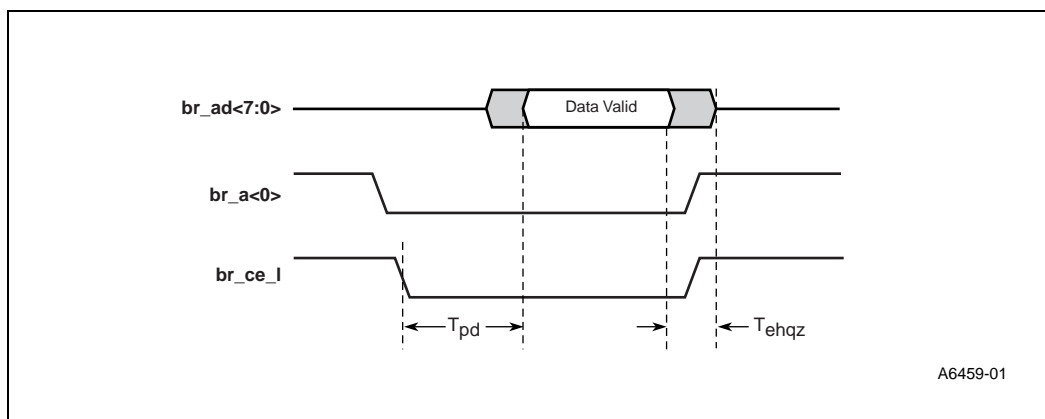 br_ad<7:0>
Data Valid
br_a<0>
br_ce_l
Tpd
Tehqz
A6459-01